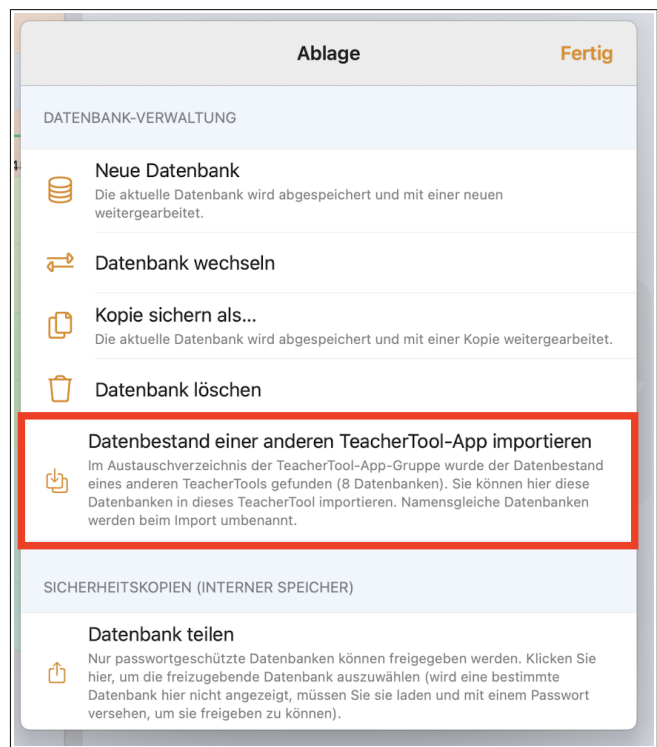 Ablage
Fertig
DATENBANK-VERWALTUNG
Neue Datenbank
Die aktuelle Datenbank wird abgespeichert und mit einer neuen
weitergearbeitet.
Datenbank wechseln
Kopie sichern als...
Die aktuelle Datenbank wird abgespeichert und mit einer Kopie weitergearbeitet.
Datenbank löschen
Datenbestand einer anderen TeacherTool-App importieren
Im Austauschverzeichnis der TeacherTool-App-Gruppe wurde der Datenbestand
eines anderen TeacherTools gefunden (8 Datenbanken). Sie können hier diese
Datenbanken in dieses TeacherTool importieren. Namensgleiche Datenbanken
werden beim Import umbenannt.
SICHERHEITSKOPIEN (INTERNER SPEICHER)
Datenbank teilen
Nur passwortgeschützte Datenbanken können freigegeben werden. Klicken Sie
hier, um die freizugebende Datenbank auszuwählen (wird eine bestimmte
Datenbank hier nicht angezeigt, müssen Sie sie laden und mit einem Passwort
versehen, um sie freigeben zu können).